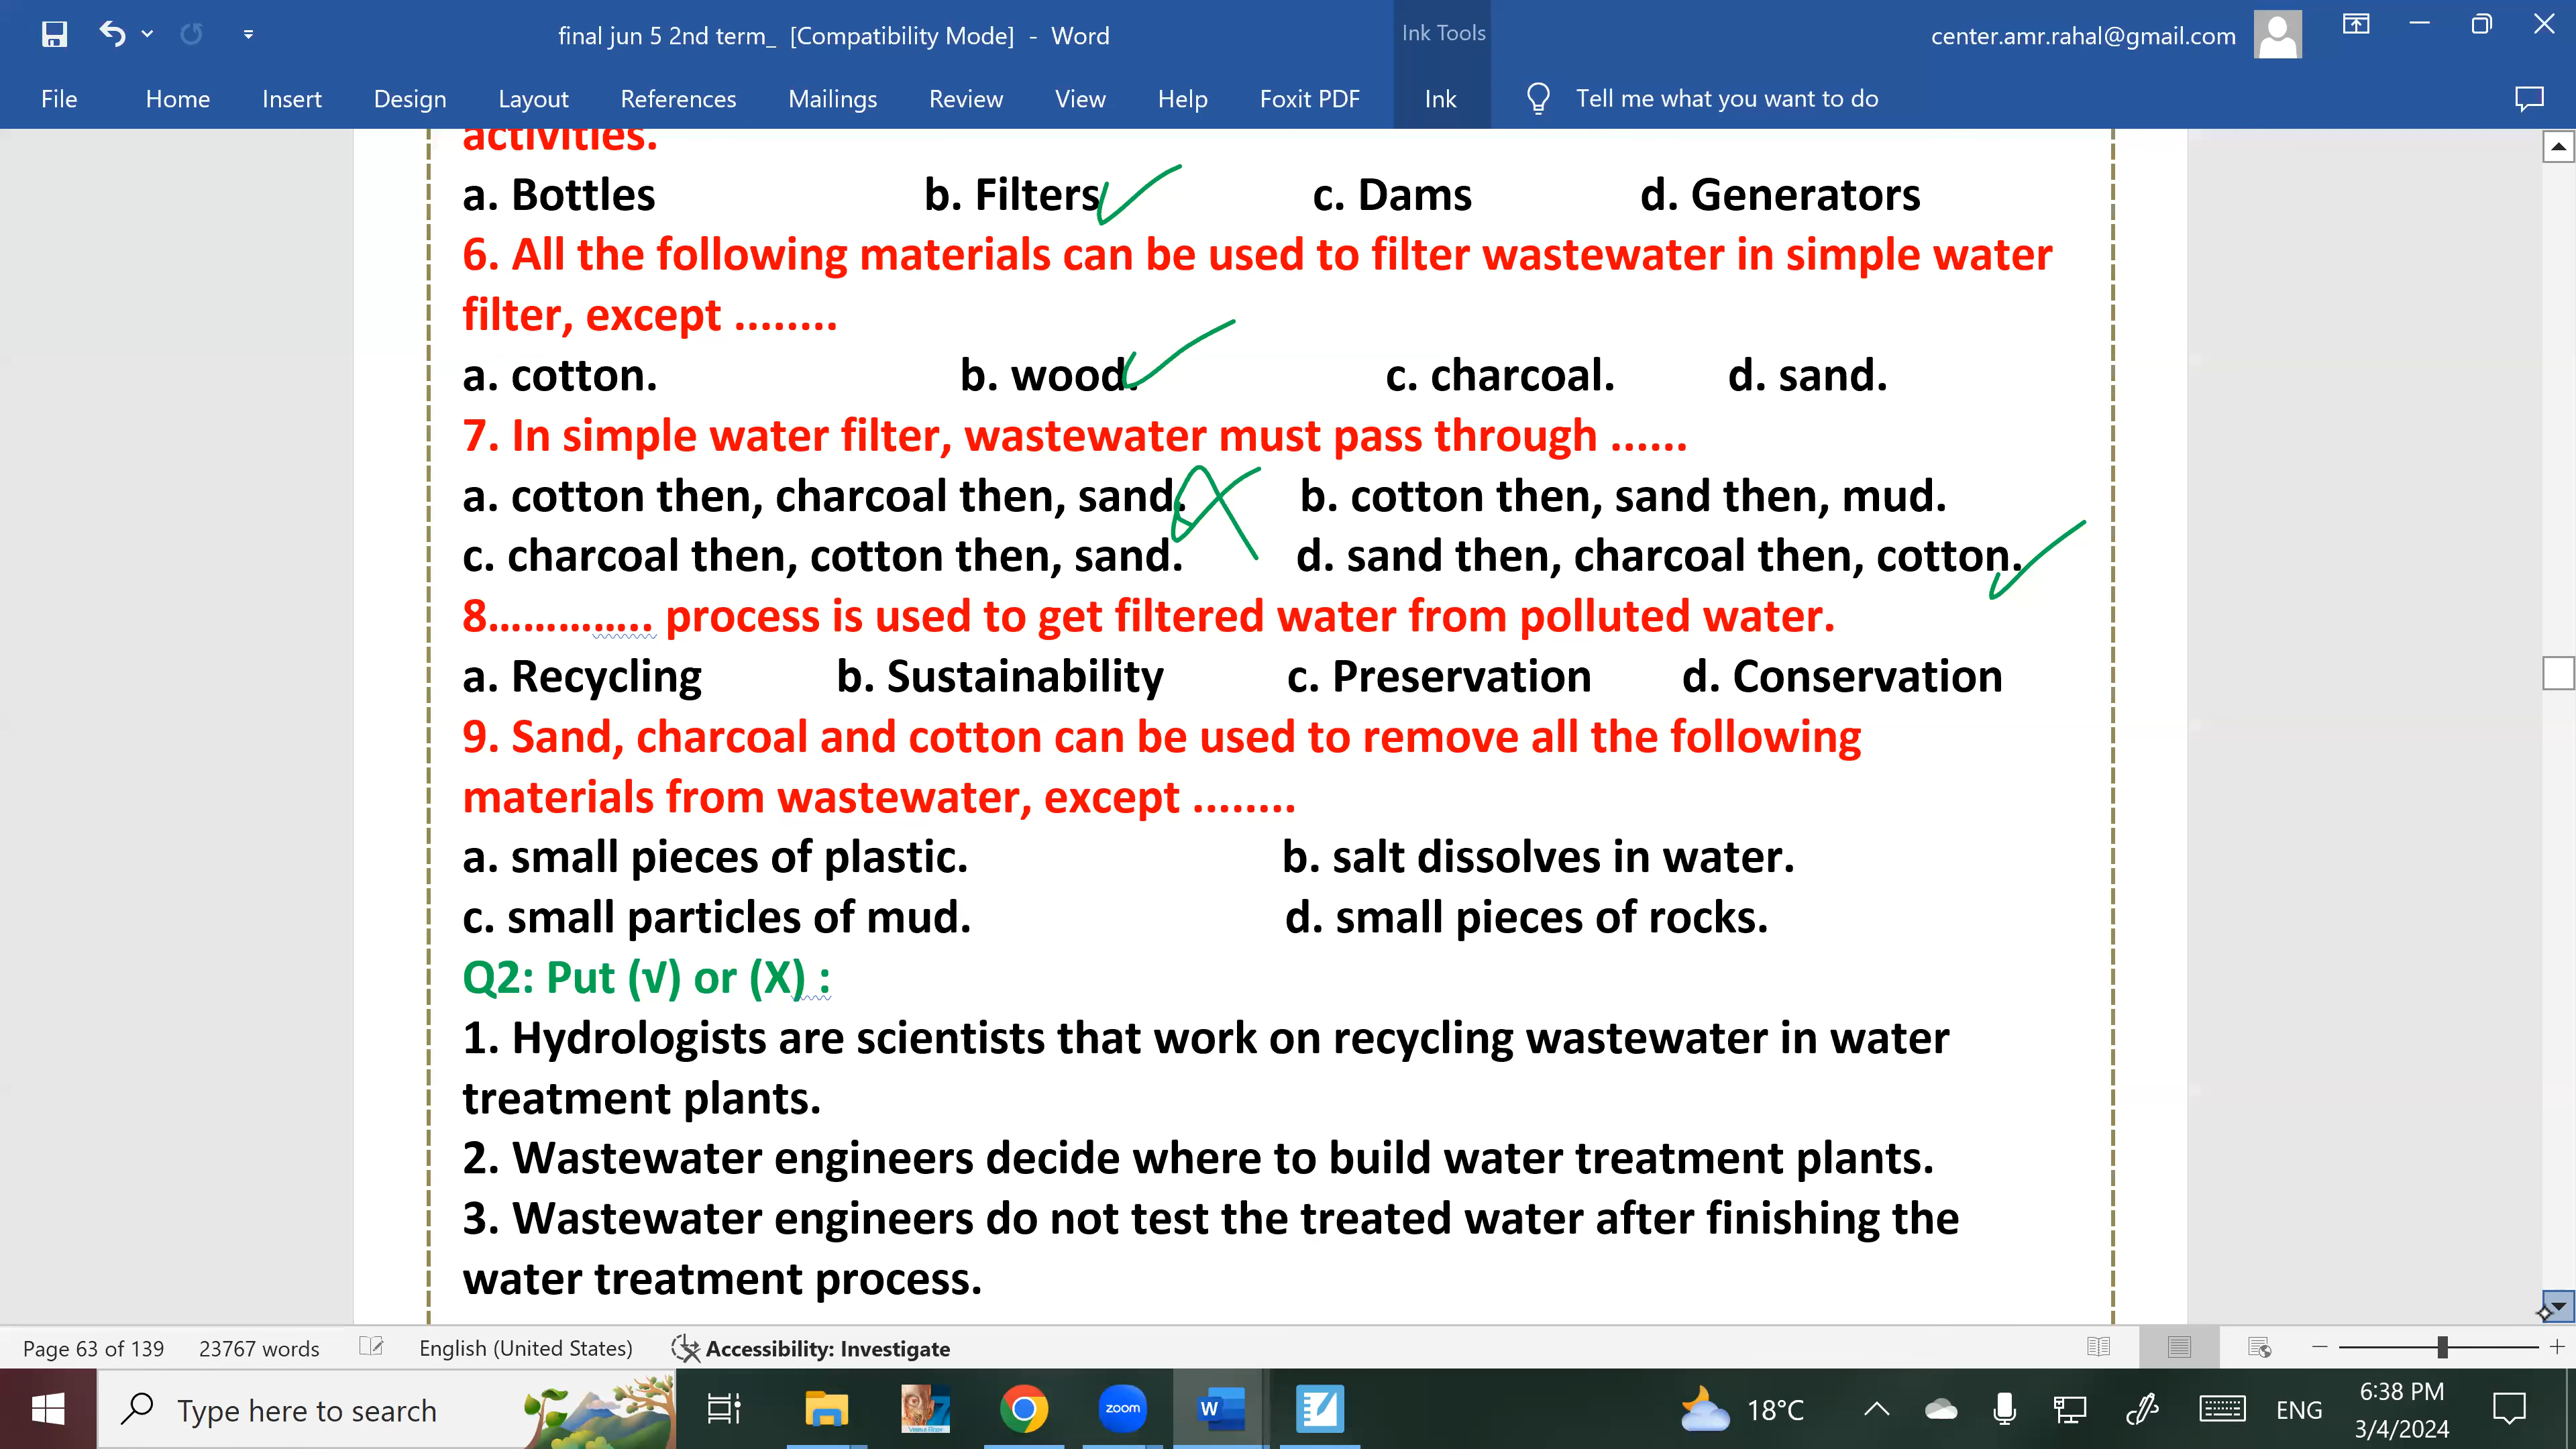 final jun 5 2nd term_ [Compatibility Mode] - Word
Ink Tools
center.amr.rahal@gmail.com
File Home Insert Design Layout References Mailings Review View Help Foxit PDF Ink Tell me what you want to do
activities.
a. Bottles b. Filters c. Dams d. Generators
6. All the following materials can be used to filter wastewater in simple water
filter, except ........
a. cotton. b. wood. c. charcoal. d. sand.
7. In simple water filter, wastewater must pass through ......
a. cotton then, charcoal then, sand. b. cotton then, sand then, mud.
c. charcoal then, cotton then, sand. d. sand then, charcoal then, cotton.
8………….. process is used to get filtered water from polluted water.
a. Recycling b. Sustainability c. Preservation d. Conservation
9. Sand, charcoal and cotton can be used to remove all the following
materials from wastewater, except ........
a. small pieces of plastic. b. salt dissolves in water.
c. small particles of mud. d. small pieces of rocks.
Q2: Put (√) or (X) :
1. Hydrologists are scientists that work on recycling wastewater in water
treatment plants.
2. Wastewater engineers decide where to build water treatment plants.
3. Wastewater engineers do not test the treated water after finishing the
water treatment process.
Page 63 of 139 23767 words English (United States) Accessibility: Investigate
Type here to search zoom W 18°C ENG 6:38 PM
3/4/2024